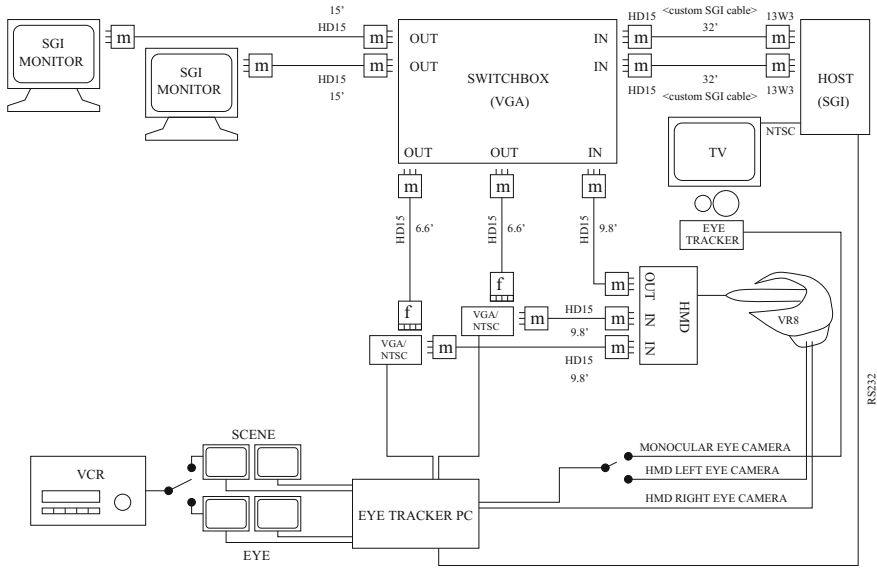 15’
HD15
SGI
MONITOR
m
m
SGI
MONITOR
m
m
HD15
15’
OUT
OUT
SWITCHBOX
(VGA)
IN
IN
OUT
OUT
IN
m
m
HD15
<custom SGI cable>
32’
13W3
m
m
HD15
32’
<custom SGI cable>
13W3
HOST
(SGI)
NTSC
TV
EYE
TRACKER
m
m
m
HD15
6.6’
HD15
6.6’
HD15
9.8’
f
f
VGA/
NTSC
VGA/
NTSC
m
m
HD15
9.8’
HD15
9.8’
m
m
m
OUT
IN
IN
HMD
VR8
RS232
SCENE
VCR
EYE
EYE TRACKER PC
MONOCULAR EYE CAMERA
HMD LEFT EYE CAMERA
HMD RIGHT EYE CAMERA